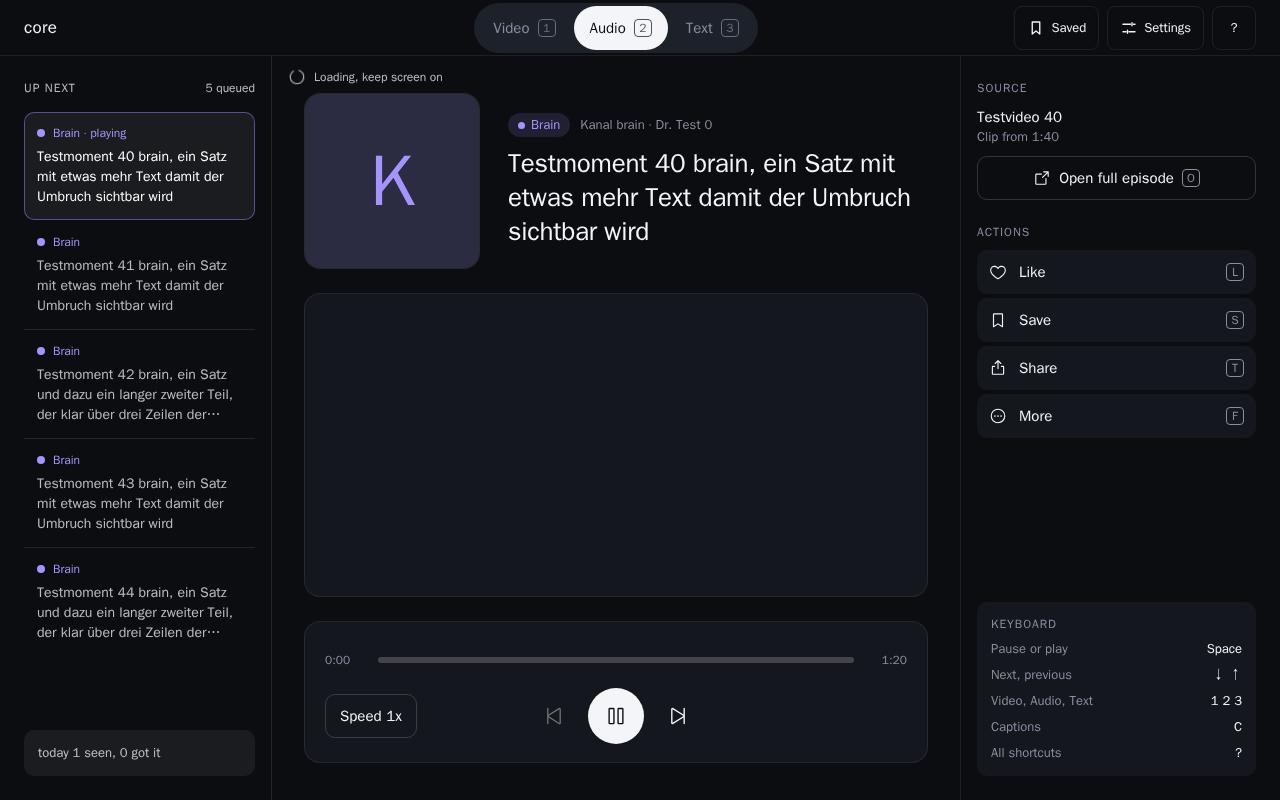 core
Video 1
Audio 2
Text 3
Saved
Settings
?
UP NEXT
5 queued
Brain · playing
Testmoment 40 brain, ein Satz
mit etwas mehr Text damit der
Umbruch sichtbar wird
Brain
Testmoment 41 brain, ein Satz
mit etwas mehr Text damit der
Umbruch sichtbar wird
Brain
Testmoment 42 brain, ein Satz
und dazu ein langer zweiter Teil,
der klar über drei Zeilen der…
Brain
Testmoment 43 brain, ein Satz
mit etwas mehr Text damit der
Umbruch sichtbar wird
Brain
Testmoment 44 brain, ein Satz
und dazu ein langer zweiter Teil,
der klar über drei Zeilen der…
today 1 seen, 0 got it
Loading, keep screen on
K
Brain
Kanal brain · Dr. Test 0
Testmoment 40 brain, ein Satz mit
etwas mehr Text damit der Umbruch
sichtbar wird
0:00
1:20
Speed 1x
SOURCE
Testvideo 40
Clip from 1:40
Open full episode O
ACTIONS
Like L
Save S
Share T
More F
KEYBOARD
Pause or play Space
Next, previous ↓ ↑
Video, Audio, Text 1 2 3
Captions C
All shortcuts ?